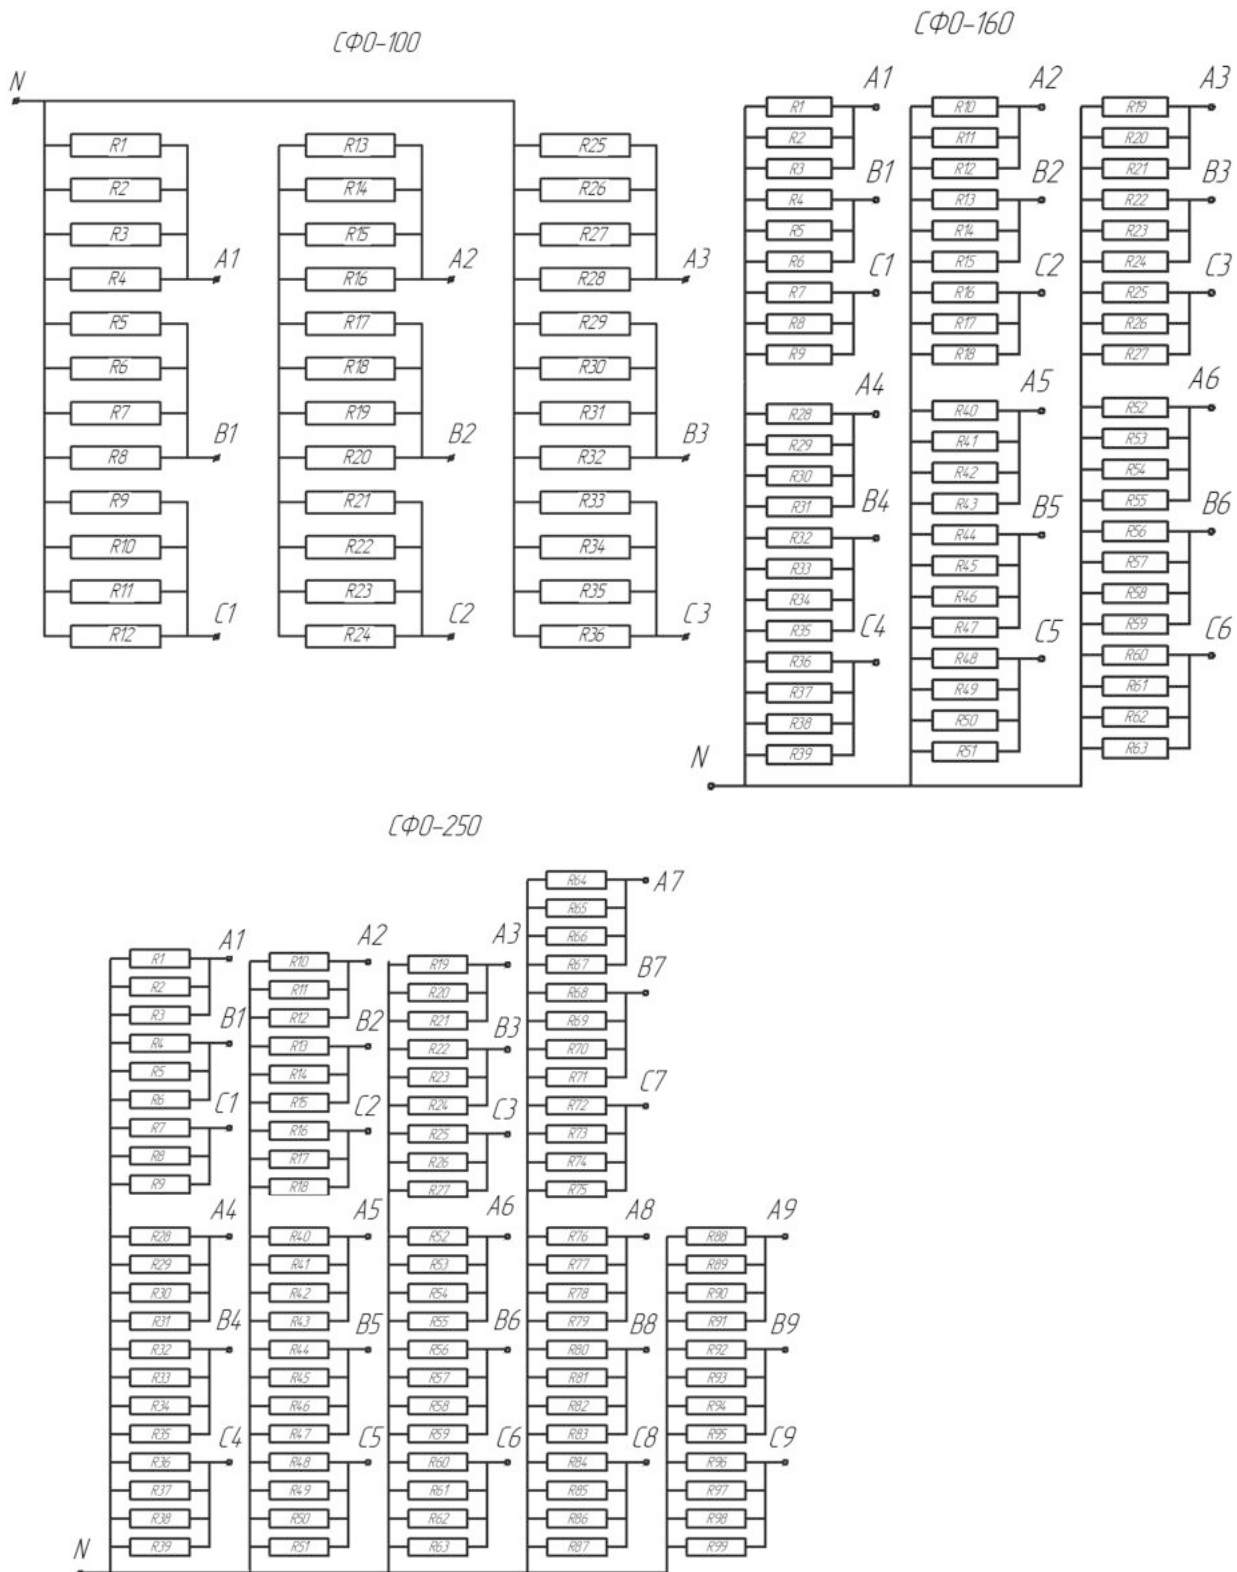 СФО-100
N
R1
R2
R3
R4
A1
R5
R6
R7
R8
B1
R9
R10
R11
R12
C1
R13
R14
R15
R16
A2
R17
R18
R19
R20
B2
R21
R22
R23
R24
C2
R25
R26
R27
R28
A3
R29
R30
R31
R32
B3
R33
R34
R35
R36
C3
СФО-160
A1
R1
R2
R3
B1
R4
R5
R6
C1
R7
R8
R9
A4
R28
R29
R30
R31
B4
R32
R33
R34
R35
C4
R36
R37
R38
R39
N
A2
R10
R11
R12
B2
R13
R14
R15
C2
R16
R17
R18
A5
R40
R41
R42
R43
B5
R44
R45
R46
R47
C5
R48
R49
R50
R51
A3
R19
R20
R21
B3
R22
R23
R24
C3
R25
R26
R27
A6
R52
R53
R54
R55
B6
R56
R57
R58
R59
C6
R60
R61
R62
R63
СФО-250
A1
R1
R2
R3
B1
R4
R5
R6
C1
R7
R8
R9
A4
R28
R29
R30
R31
B4
R32
R33
R34
R35
C4
R36
R37
R38
R39
N
A2
R10
R11
R12
B2
R13
R14
R15
C2
R16
R17
R18
A5
R40
R41
R42
R43
B5
R44
R45
R46
R47
C5
R48
R49
R50
R51
A3
R19
R20
R21
B3
R22
R23
R24
C3
R25
R26
R27
A6
R52
R53
R54
R55
B6
R56
R57
R58
R59
C6
R60
R61
R62
R63
A7
R64
R65
R66
R67
B7
R68
R69
R70
R71
C7
R72
R73
R74
R75
A8
R76
R77
R78
R79
B8
R80
R81
R82
R83
C8
R84
R85
R86
R87
A9
R88
R89
R90
R91
B9
R92
R93
R94
R95
C9
R96
R97
R98
R99